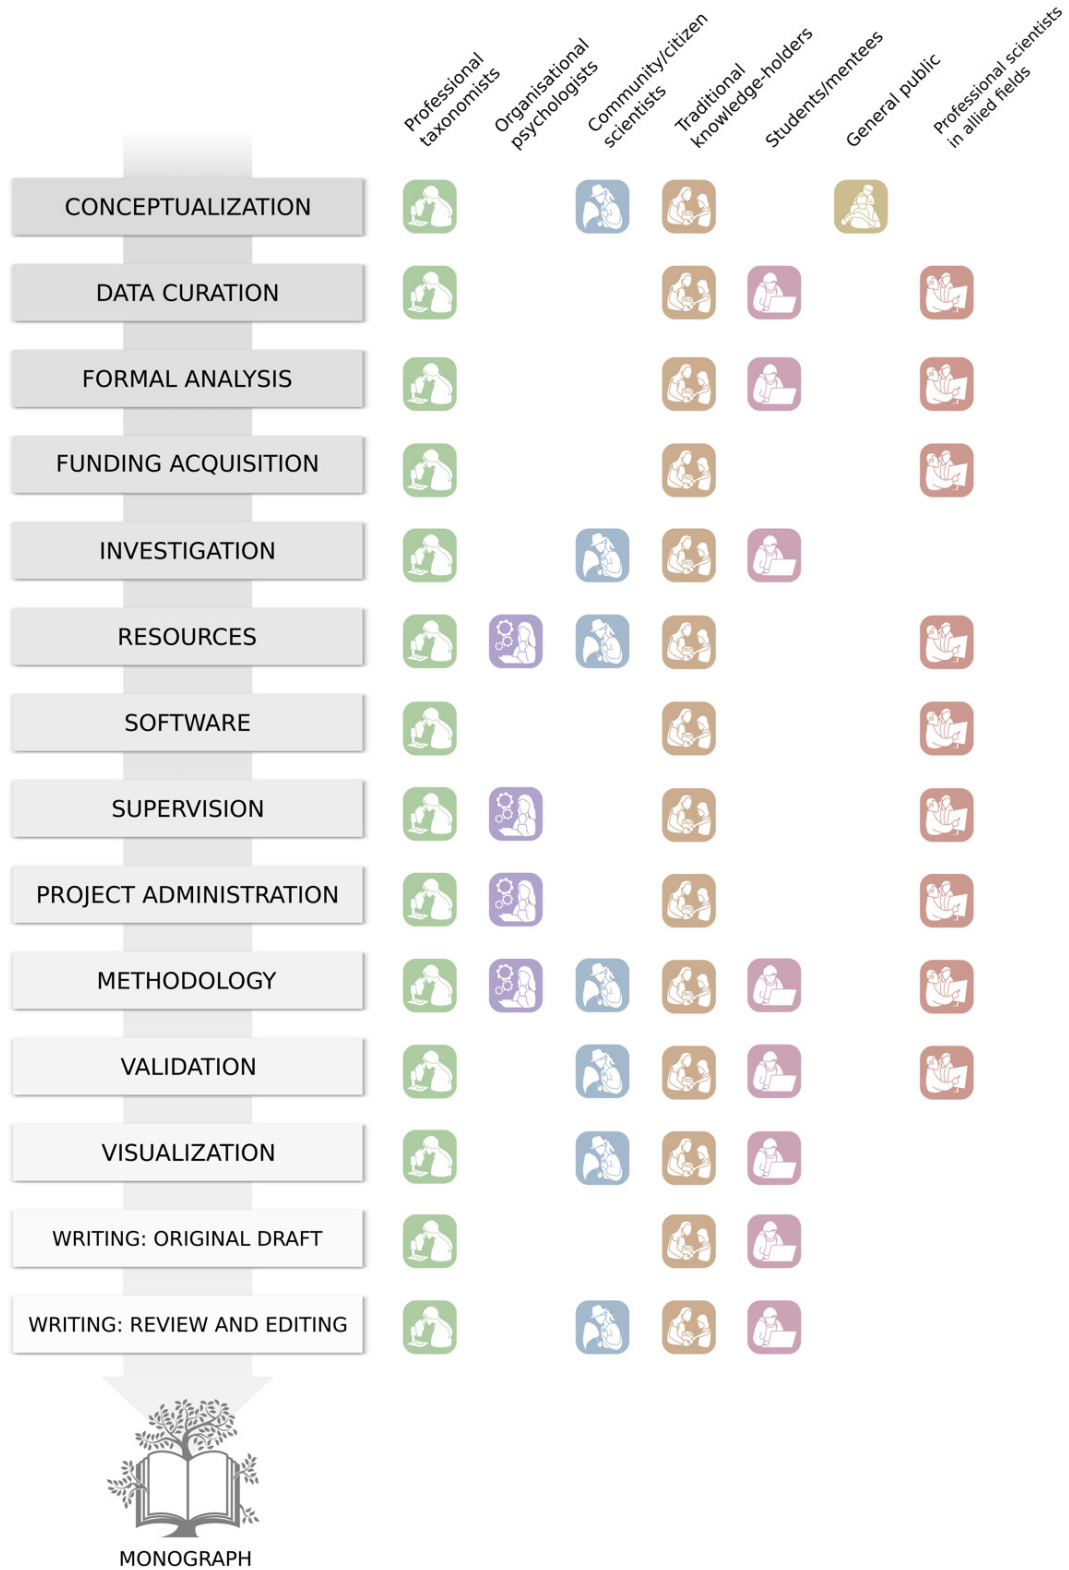 Professional
taxonomists
Organisational
psychologists
Community/citizen
scientists
Traditional
knowledge-holders
Students/mentees
General public
Professional scientists
in allied fields
CONCEPTUALIZATION
DATA CURATION
FORMAL ANALYSIS
FUNDING ACQUISITION
INVESTIGATION
RESOURCES
SOFTWARE
SUPERVISION
PROJECT ADMINISTRATION
METHODOLOGY
VALIDATION
VISUALIZATION
WRITING: ORIGINAL DRAFT
WRITING: REVIEW AND EDITING
MONOGRAPH